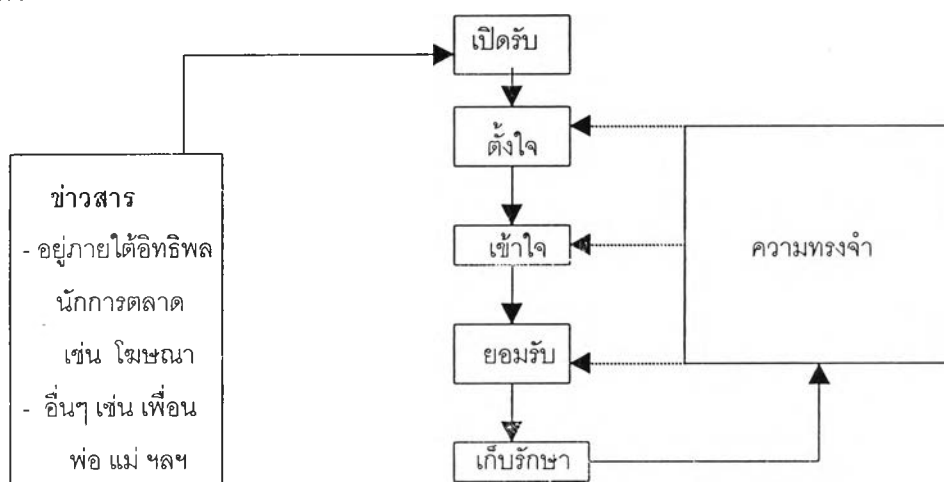 เปิดรับ
ตั้งใจ
เข้าใจ
ยอมรับ
เก็บรักษา
ข่าวสาร
- อยู่ภายใต้อิทธิพล
นักการตลาด
เช่น โฆษณา
- อื่นๆ เช่น เพื่อน
พ่อ แม่ ฯลฯ
ความทรงจำ